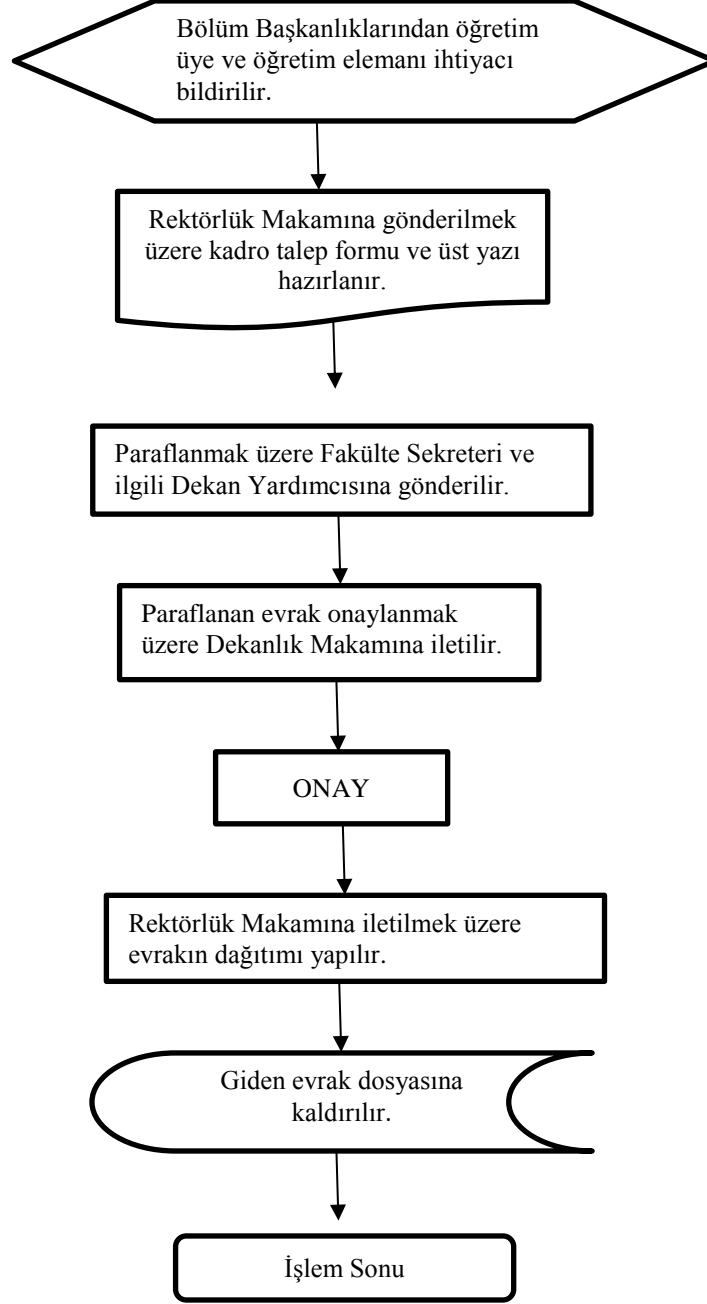 Bölüm Başkanlıklarından öğretim
üye ve öğretim elemanı ihtiyacı
bildirilir.
Rektörlük Makamına gönderilmek
üzere kadro talep formu ve üst yazı
hazırlanır.
Paraflanmak üzere Fakülte Sekreteri ve
ilgili Dekan Yardımcısına gönderilir.
Paraflanan evrak onaylanmak
üzere Dekanlık Makamına iletilir.
ONAY
Rektörlük Makamına iletilmek üzere
evrakın dağıtımı yapılır.
Giden evrak dosyasına
kaldırılır.
İşlem Sonu